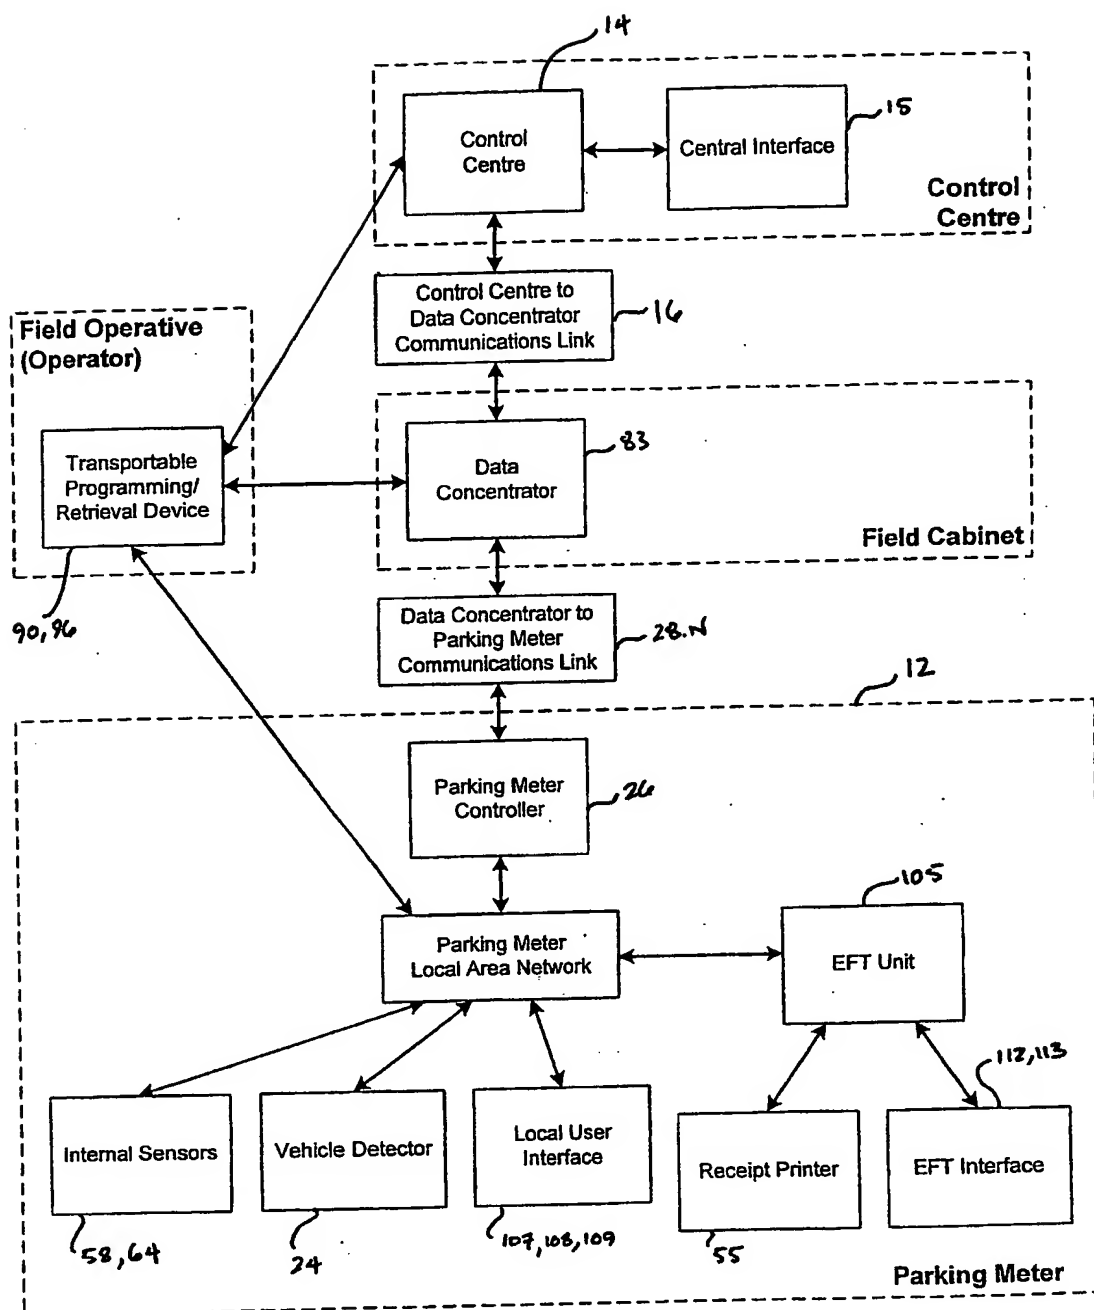 14
Control
Centre
Central Interface
15
Control
Centre
Control Centre to
Data Concentrator
Communications Link
16
Field Operative
(Operator)
Transportable
Programming/
Retrieval Device
90,96
Data
Concentrator
83
Field Cabinet
Data Concentrator to
Parking Meter
Communications Link
28.N
12
Parking Meter
Controller
26
Parking Meter
Local Area Network
105
EFT Unit
112,113
Internal Sensors
58,64
Vehicle Detector
24
Local User
Interface
107,108,109
Receipt Printer
55
EFT Interface
Parking Meter